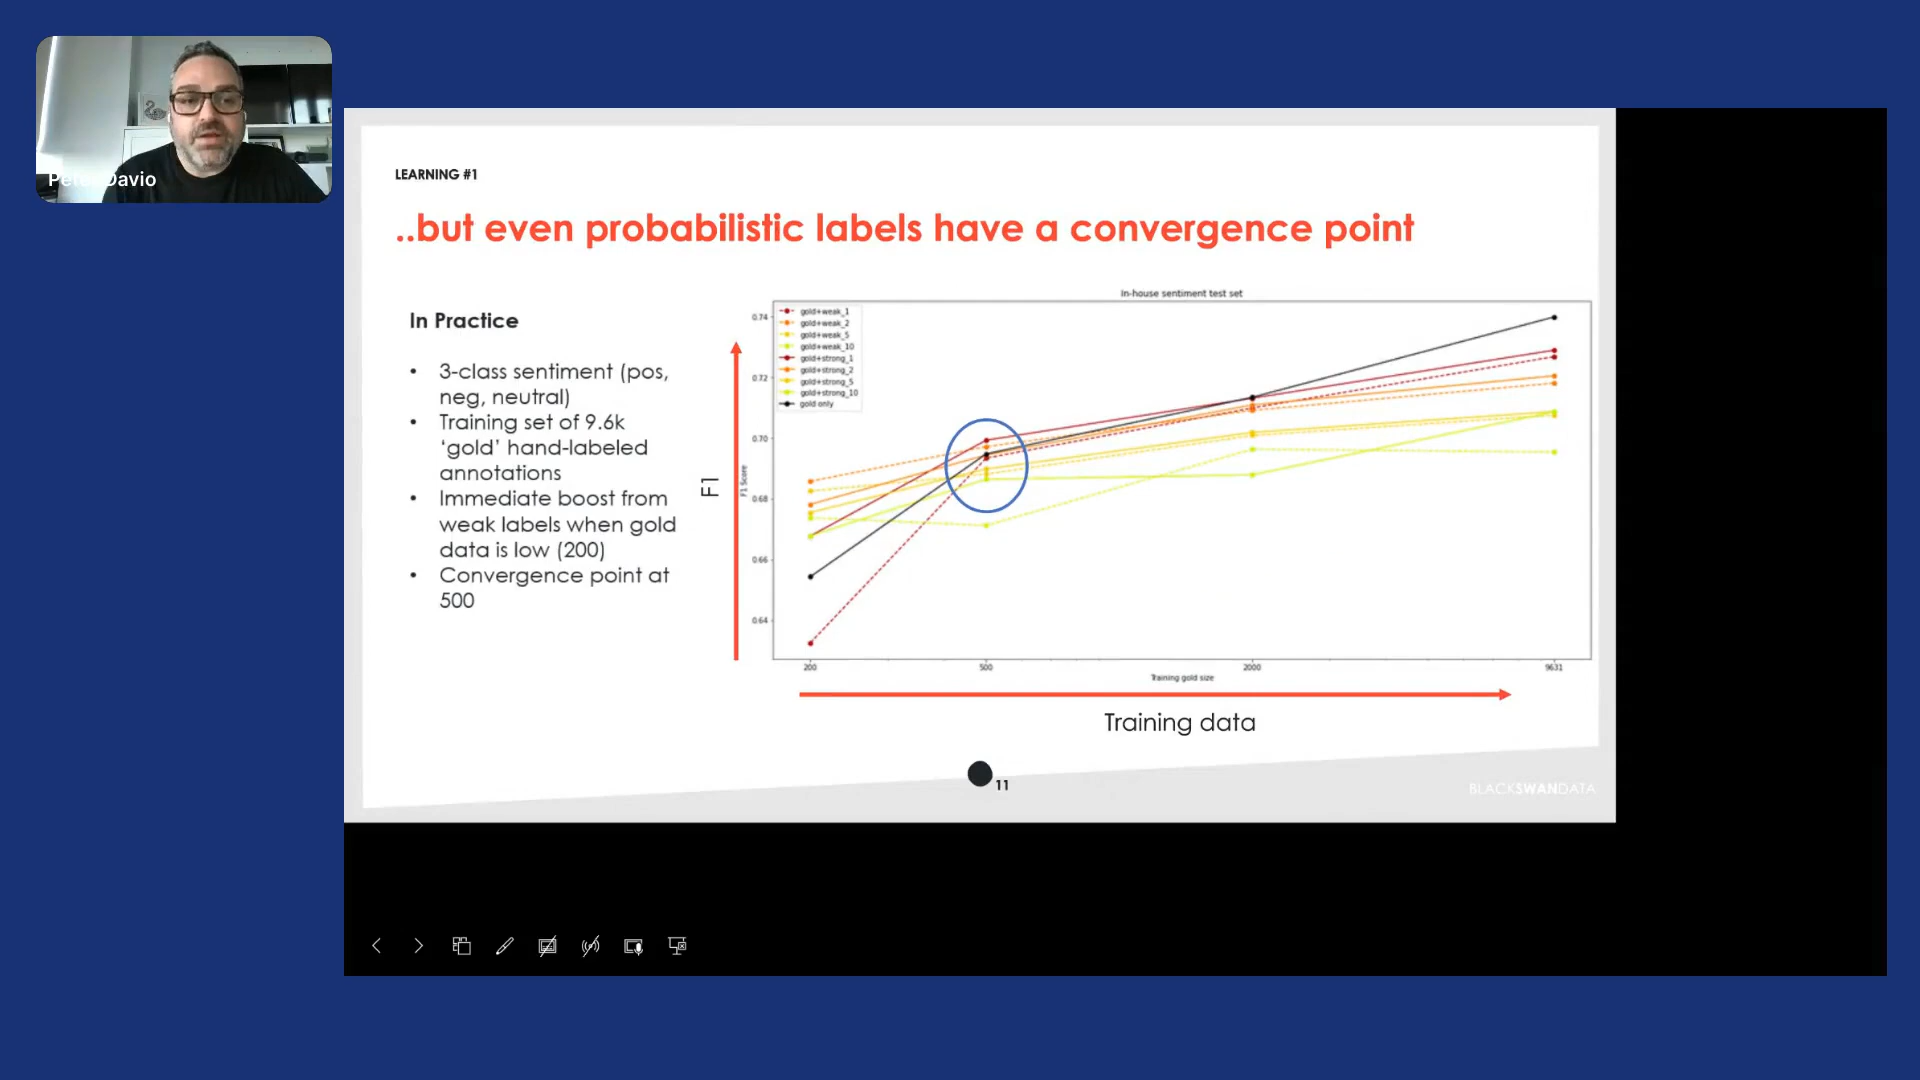 Peter Davio
LEARNING #1
..but even probabilistic labels have a convergence point
In Practice
• 3-class sentiment (pos,
neg, neutral)
• Training set of 9.6k
‘gold’ hand-labeled
annotations
• Immediate boost from
weak labels when gold
data is low (200)
• Convergence point at
500
In-house sentiment test set
gold+weak_1
gold+weak_2
gold+weak_5
gold+weak_10
gold+strong_1
gold+strong_2
gold+strong_5
gold+strong_10
gold only
0.74
0.72
0.70
0.68
0.66
0.64
F1
F1 Score
200
500
2000
9631
Training gold size
Training data
11
BLACKSWANDATA